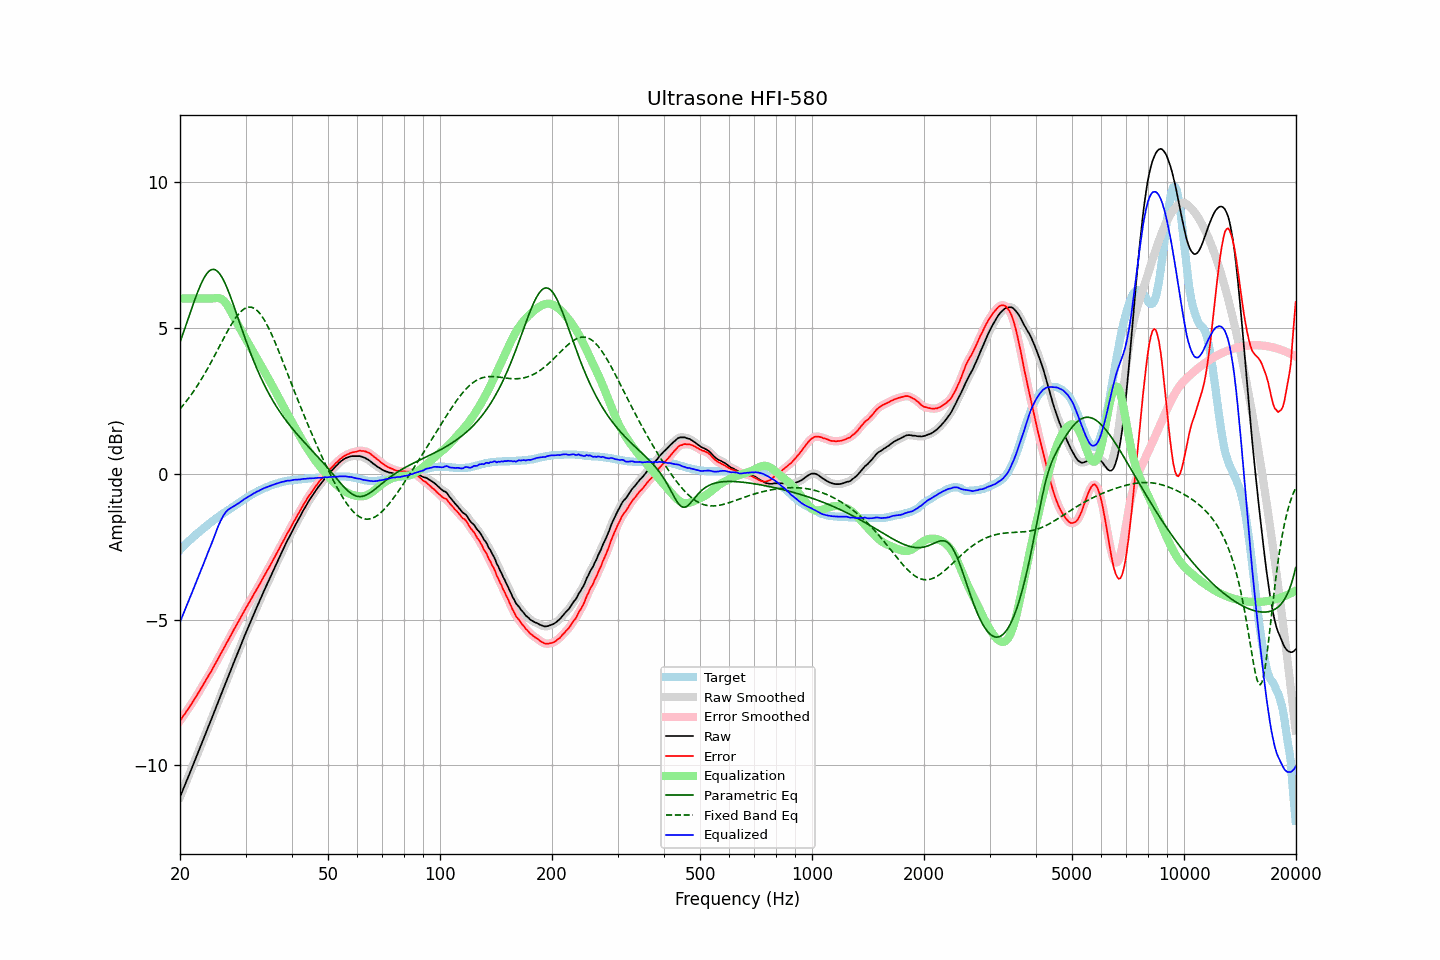 Ultrasone HFI-580
Amplitude (dBr)
10
5
0
−5
−10
Target
Raw Smoothed
Error Smoothed
Raw
Error
Equalization
Parametric Eq
Fixed Band Eq
Equalized
20 50 100 200 500 1000 2000 5000 10000 20000
Frequency (Hz)